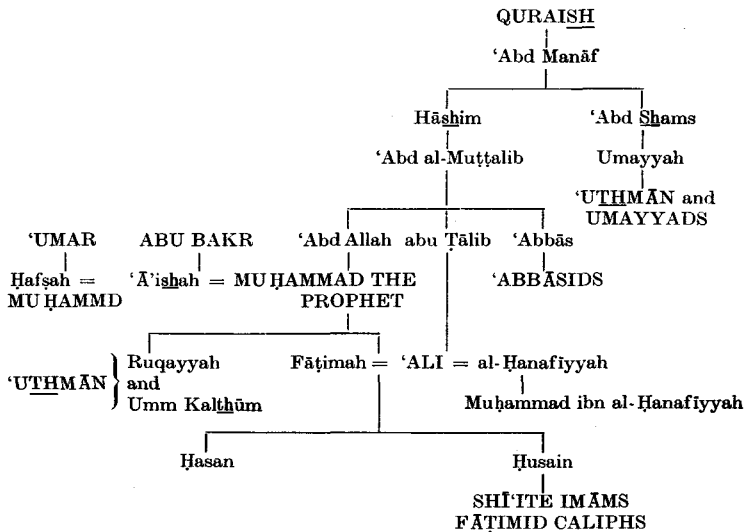 QURAISH
‘Abd Manāf
Hāshim ‘Abd Shams
‘Abd al-Muṭṭalib Umayyah
‘UTHMĀN and
UMAYYADS
‘UMAR ABU BAKR ‘Abd Allah abu Ṭālib ‘Abbās
Ḥafṣah = ‘Ā’ishah = MUḤAMMAD THE ‘ABBĀSIDS
MUḤAMMD PROPHET
Ruqayyah Fāṭimah = ‘ALI = al-Ḥanafīyyah
‘UTHMĀN } and
Umm Kalthūm Muḥammad ibn al-Ḥanafīyyah
Ḥasan Ḥusain
SHĪ‘ITE IMĀMS
FĀṬIMID CALIPHS